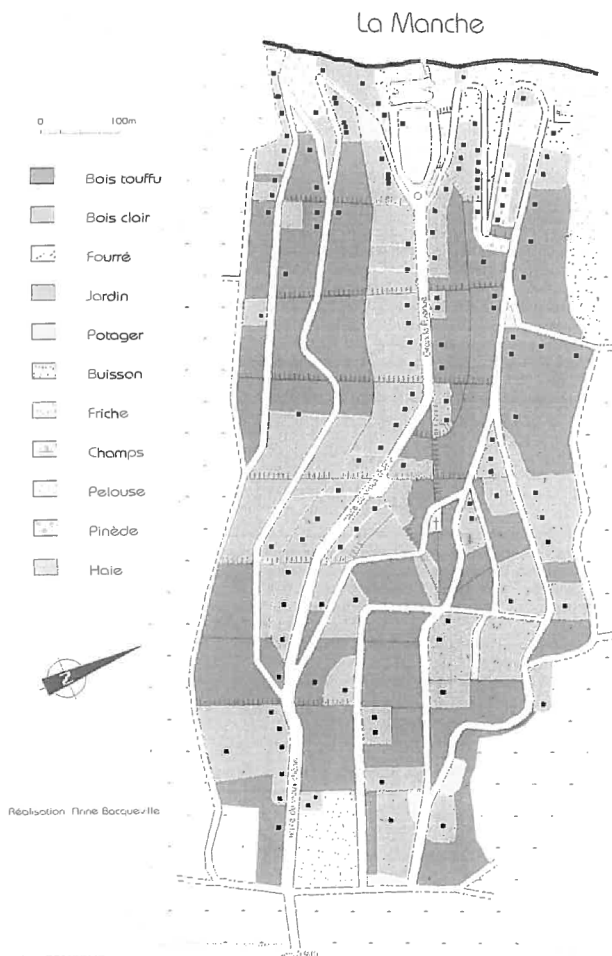 La Manche
0 100m
Bois touffu
Bois clair
Fourré
Jardin
Potager
Buisson
Friche
Champs
Pelouse
Pinède
Haie
N
Réalisation Anne Bacqueville